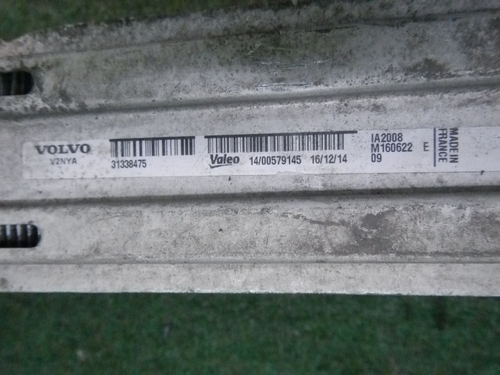 VOLVO
V2NYA
31338475
Valeo 14/00579145 16/12/14
IA2008
M160622 E
09
MADE IN
FRANCE